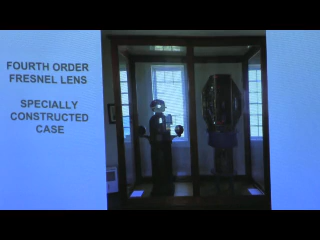 FOURTH ORDER
FRESNEL LENS
SPECIALLY
CONSTRUCTED
CASE